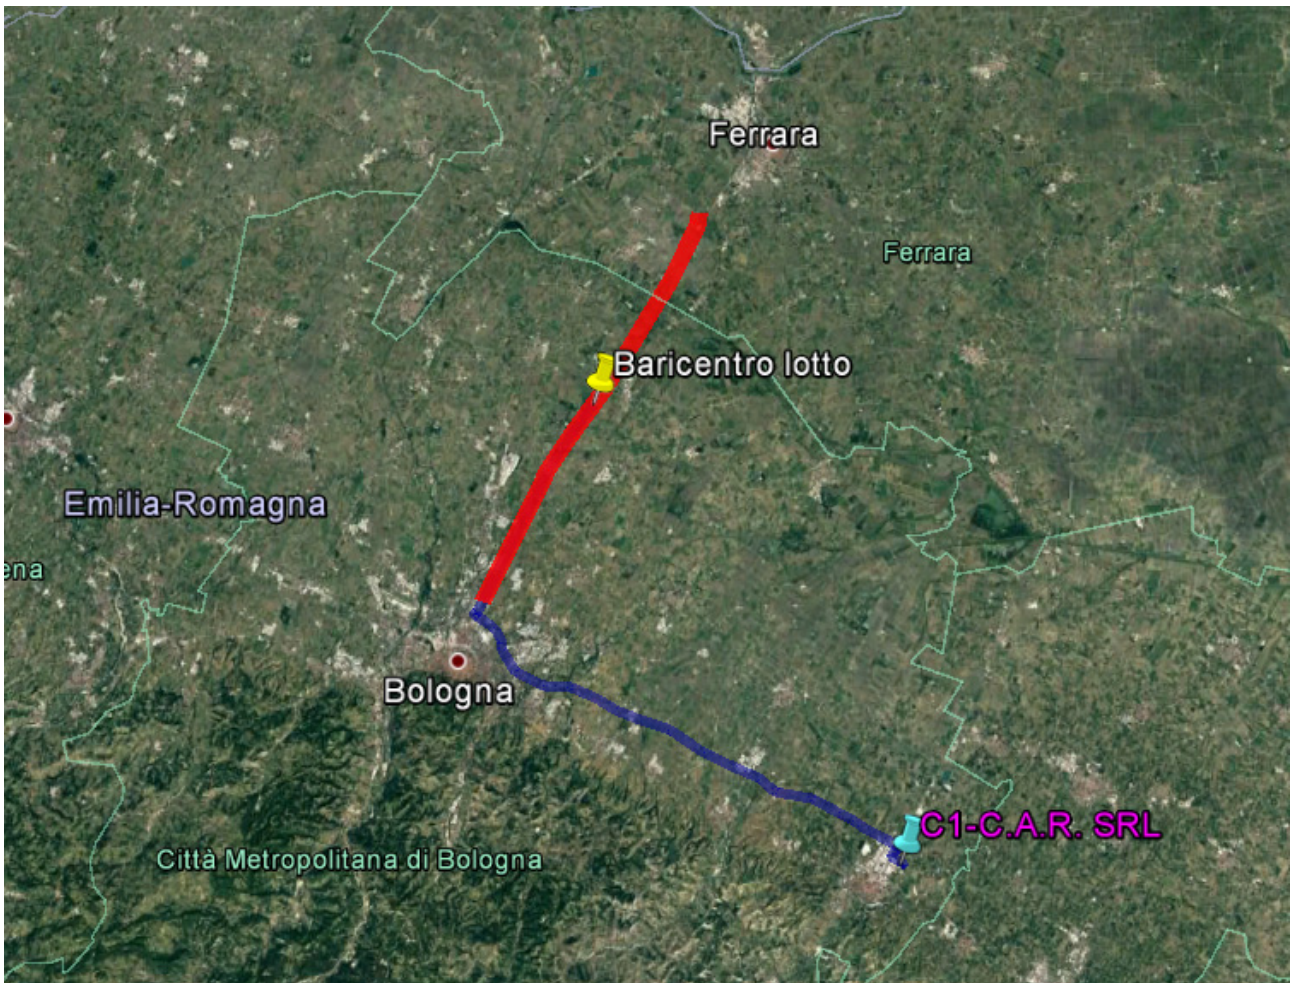 Ferrara
Ferrara
Baricentro lotto
Emilia-Romagna
ena
Bologna
C1-C.A.R. SRL
Città Metropolitana di Bologna